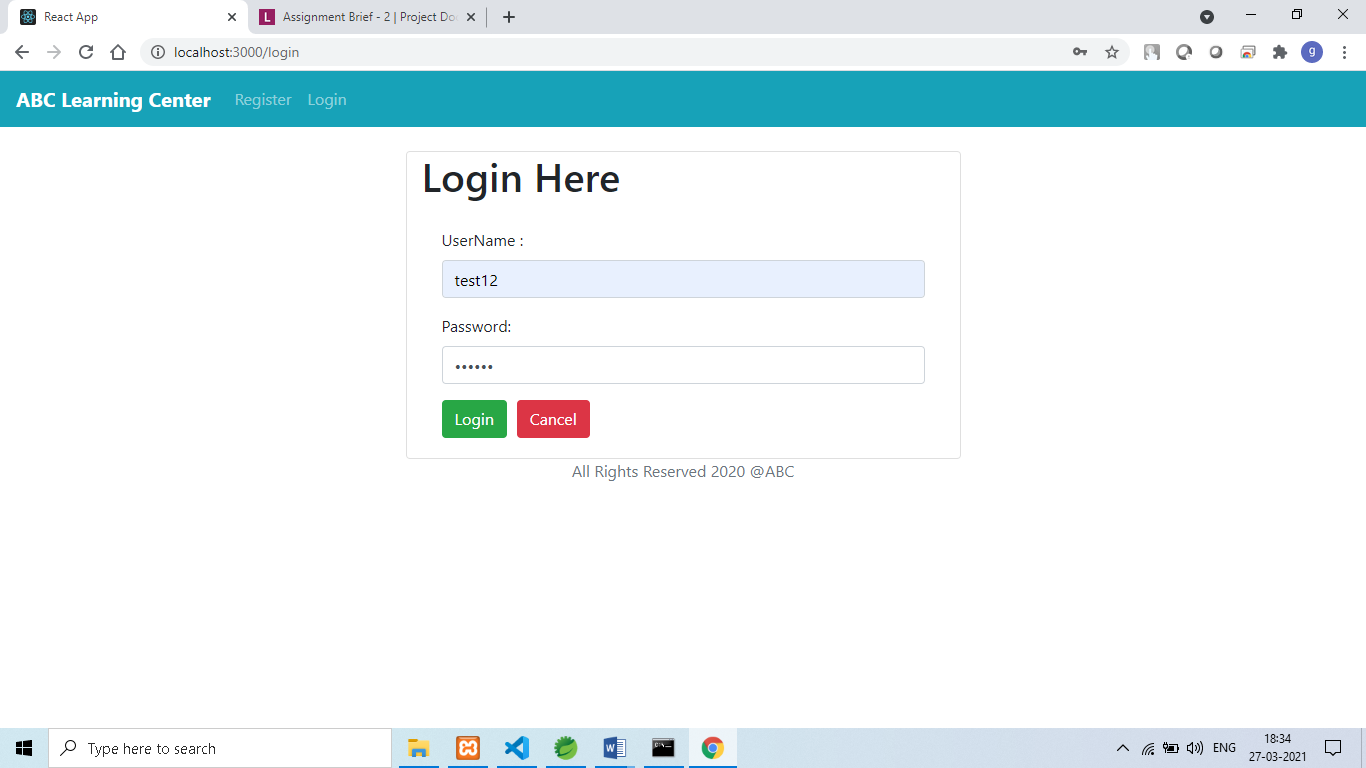 React App
Assignment Brief - 2 | Project Do
localhost:3000/login
g
ABC Learning Center Register Login
Login Here
UserName :
test12
Password:
••••••
Login Cancel
All Rights Reserved 2020 @ABC
Type here to search
ENG
18:34
27-03-2021